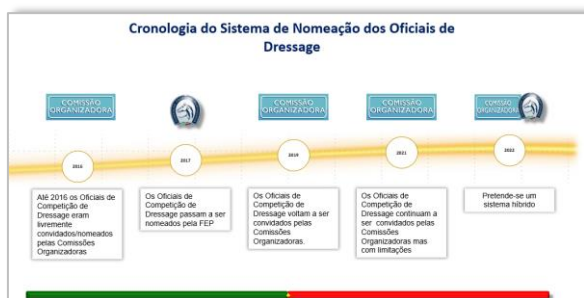 Cronologia do Sistema de Nomeação dos Oficiais de
Dressage
COMISSÃO
ORGANIZADORA
COMISSÃO
ORGANIZADORA
COMISSÃO
ORGANIZADORA
COMISSÃO
ORGANIZADORA
2016
2017
2019
2021
2022
Até 2016 os Oficiais de
Competição de
Dressage eram
livremente
convidados/nomeados
pelas Comissões
Organizadoras
Os Oficiais de
Competição de
Dressage passam a ser
nomeados pela FEP
Os Oficiais de
Competição de
Dressage voltam a ser
convidados pelas
Comissões
Organizadoras.
Os Oficiais de
Competição de
Dressage continuam a
ser convidados pelas
Comissões
Organizadoras mas
com limitações
Pretende-se um
sistema híbrido